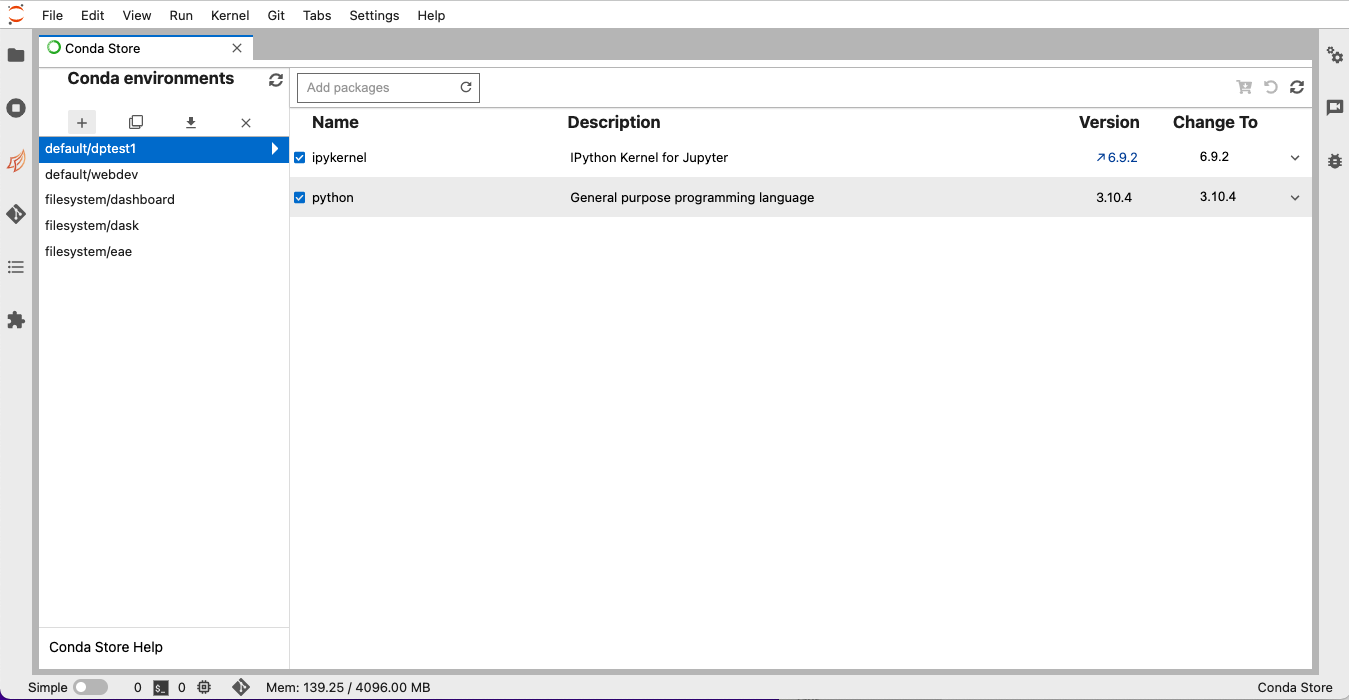 File Edit View Run Kernel Git Tabs Settings Help
Conda Store
Conda environments
Add packages
Name Description Version Change To
default/dptest1
ipykernel IPython Kernel for Jupyter 6.9.2 6.9.2
default/webdev
python General purpose programming language 3.10.4 3.10.4
filesystem/dashboard
filesystem/dask
filesystem/eae
Conda Store Help
Simple 0 $_ 0 Mem: 139.25 / 4096.00 MB Conda Store